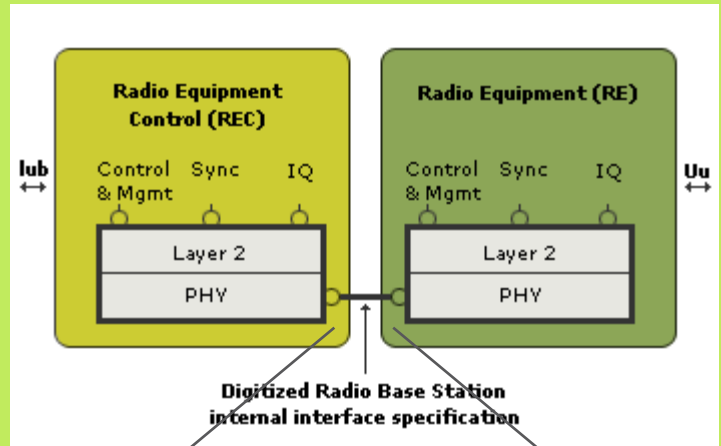 Radio Equipment
Control (REC)
Radio Equipment (RE)
Iub
Control
& Mgmt
Sync
IQ
Control
& Mgmt
Sync
IQ
Uu
Layer 2
PHY
Layer 2
PHY
Digitized Radio Base Station
internal interface specification